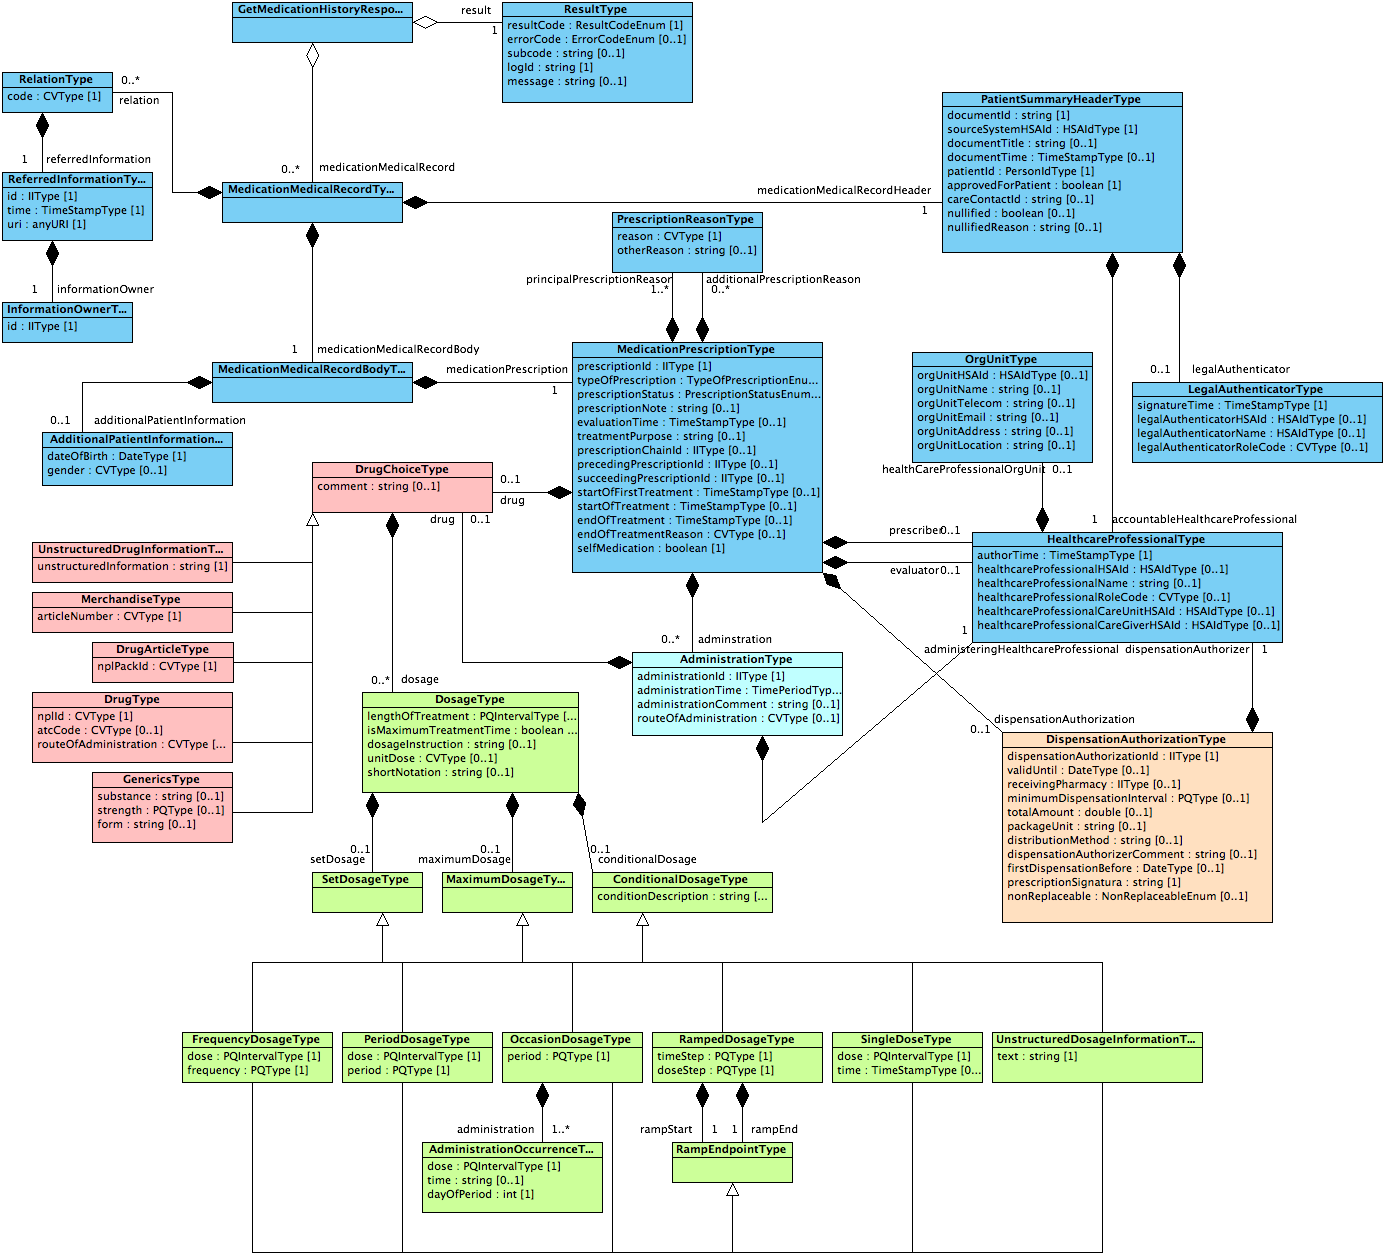 GetMedicationHistoryRespo...
result
1
ResultType
resultCode : ResultCodeEnum [1]
errorCode : ErrorCodeEnum [0..1]
subcode : string [0..1]
logId : string [1]
message : string [0..1]
RelationType
code : CVType [1]
0..*
relation
1
referredInformation
ReferredInformationTy...
id : IIType [1]
time : TimeStampType [1]
uri : anyURI [1]
1
informationOwner
InformationOwnerT...
id : IIType [1]
0..*
medicationMedicalRecord
MedicationMedicalRecordTy...
medicationMedicalRecordHeader
1
PatientSummaryHeaderType
documentId : string [1]
sourceSystemHSAId : HSAIdType [1]
documentTitle : string [0..1]
documentTime : TimeStampType [0..1]
patientId : PersonIdType [1]
approvedForPatient : boolean [1]
careContactId : string [0..1]
nullified : boolean [0..1]
nullifiedReason : string [0..1]
PrescriptionReasonType
reason : CVType [1]
otherReason : string [0..1]
principalPrescriptionReason
1..*
additionalPrescriptionReason
0..*
1
medicationMedicalRecordBody
MedicationMedicalRecordBodyT...
medicationPrescription
1
0..1
additionalPatientInformation
AdditionalPatientInformation...
dateOfBirth : DateType [1]
gender : CVType [0..1]
MedicationPrescriptionType
prescriptionId : IIType [1]
typeOfPrescription : TypeOfPrescriptionEnu...
prescriptionStatus : PrescriptionStatusEnum...
prescriptionNote : string [0..1]
evaluationTime : TimeStampType [0..1]
treatmentPurpose : string [0..1]
prescriptionChainId : IIType [0..1]
precedingPrescriptionId : IIType [0..1]
succeedingPrescriptionId : IIType [0..1]
startOfFirstTreatment : TimeStampType [0..1]
startOfTreatment : TimeStampType [0..1]
endOfTreatment : TimeStampType [0..1]
endOfTreatmentReason : CVType [0..1]
selfMedication : boolean [1]
OrgUnitType
orgUnitHSAId : HSAIdType [0..1]
orgUnitName : string [0..1]
orgUnitTelecom : string [0..1]
orgUnitEmail : string [0..1]
orgUnitAddress : string [0..1]
orgUnitLocation : string [0..1]
healthCareProfessionalOrgUnit
0..1
0..1
legalAuthenticator
LegalAuthenticatorType
signatureTime : TimeStampType [1]
legalAuthenticatorHSAId : HSAIdType [0..1]
legalAuthenticatorName : HSAIdType [0..1]
legalAuthenticatorRoleCode : CVType [0..1]
1
accountableHealthcareProfessional
HealthcareProfessionalType
authorTime : TimeStampType [1]
healthcareProfessionalHSAId : HSAIdType [0..1]
healthcareProfessionalName : string [0..1]
healthcareProfessionalRoleCode : CVType [0..1]
healthcareProfessionalCareUnitHSAId : HSAIdType [0..1]
healthcareProfessionalCareGiverHSAId : HSAIdType [0..1]
prescriber
0..1
evaluator
0..1
1
administeringHealthcareProfessional
dispensationAuthorizer
1
DrugChoiceType
comment : string [0..1]
0..1
drug
drug
0..1
UnstructuredDrugInformationT...
unstructuredInformation : string [1]
MerchandiseType
articleNumber : CVType [1]
DrugArticleType
nplPackId : CVType [1]
DrugType
nplId : CVType [1]
atcCode : CVType [0..1]
routeOfAdministration : CVType [...
GenericsType
substance : string [0..1]
strength : PQType [0..1]
form : string [0..1]
0..*
adminstration
AdministrationType
administrationId : IIType [1]
administrationTime : TimePeriodTyp...
administrationComment : string [0..1]
routeOfAdministration : CVType [0..1]
0..*
dosage
DosageType
lengthOfTreatment : PQIntervalType [...
isMaximumTreatmentTime : boolean ...
dosageInstruction : string [0..1]
unitDose : CVType [0..1]
shortNotation : string [0..1]
dispensationAuthorization
0..1
DispensationAuthorizationType
dispensationAuthorizationId : IIType [1]
validUntil : DateType [0..1]
receivingPharmacy : IIType [0..1]
minimumDispensationInterval : PQType [0..1]
totalAmount : double [0..1]
packageUnit : string [0..1]
distributionMethod : string [0..1]
dispensationAuthorizerComment : string [0..1]
firstDispensationBefore : DateType [0..1]
prescriptionSignatura : string [1]
nonReplaceable : NonReplaceableEnum [0..1]
0..1
setDosage
0..1
maximumDosage
0..1
conditionalDosage
SetDosageType
MaximumDosageTy...
ConditionalDosageType
conditionDescription : string [...
FrequencyDosageType
dose : PQIntervalType [1]
frequency : PQType [1]
PeriodDosageType
dose : PQIntervalType [1]
period : PQType [1]
OccasionDosageType
period : PQType [1]
RampedDosageType
timeStep : PQType [1]
doseStep : PQType [1]
SingleDoseType
dose : PQIntervalType [1]
time : TimeStampType [0...
UnstructuredDosageInformationT...
text : string [1]
administration
1..*
rampStart
1
1
rampEnd
AdministrationOccurrenceT...
dose : PQIntervalType [1]
time : string [0..1]
dayOfPeriod : int [1]
RampEndpointType